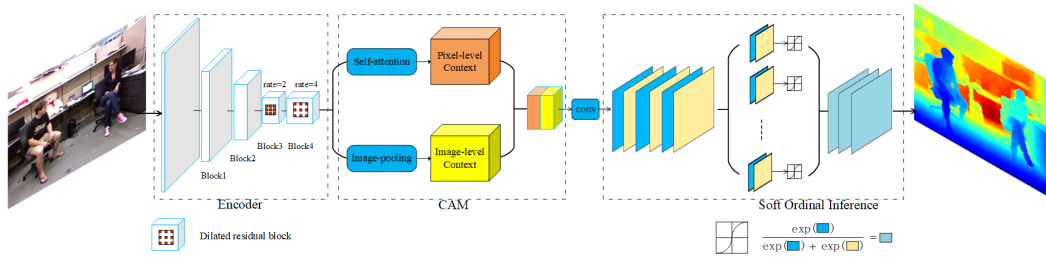 rate=2 rate=4
Block1
Block2
Block3
Block4
Encoder
Self-attention
Pixel-level
Context
Image-pooling
Image-level
Context
CAM
conv
Soft Ordinal Inference
Dilated residual block
exp( )
exp( ) + exp( )
=